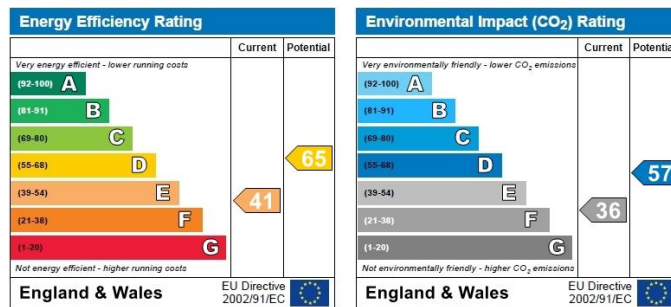 Energy Efficiency Rating
Current Potential
Very energy efficient - lower running costs
(92-100) A
(81-91) B
(69-80) C
(55-68) D
65
(39-54) E
41
(21-38) F
(1-20) G
Not energy efficient - higher running costs
England & Wales
EU Directive
2002/91/EC
Environmental Impact (CO₂) Rating
Current Potential
Very environmentally friendly - lower CO₂ emissions
(92-100) A
(81-91) B
(69-80) C
(55-68) D
57
(39-54) E
(21-38) F
36
(1-20) G
Not environmentally friendly - higher CO₂ emissions
England & Wales
EU Directive
2002/91/EC